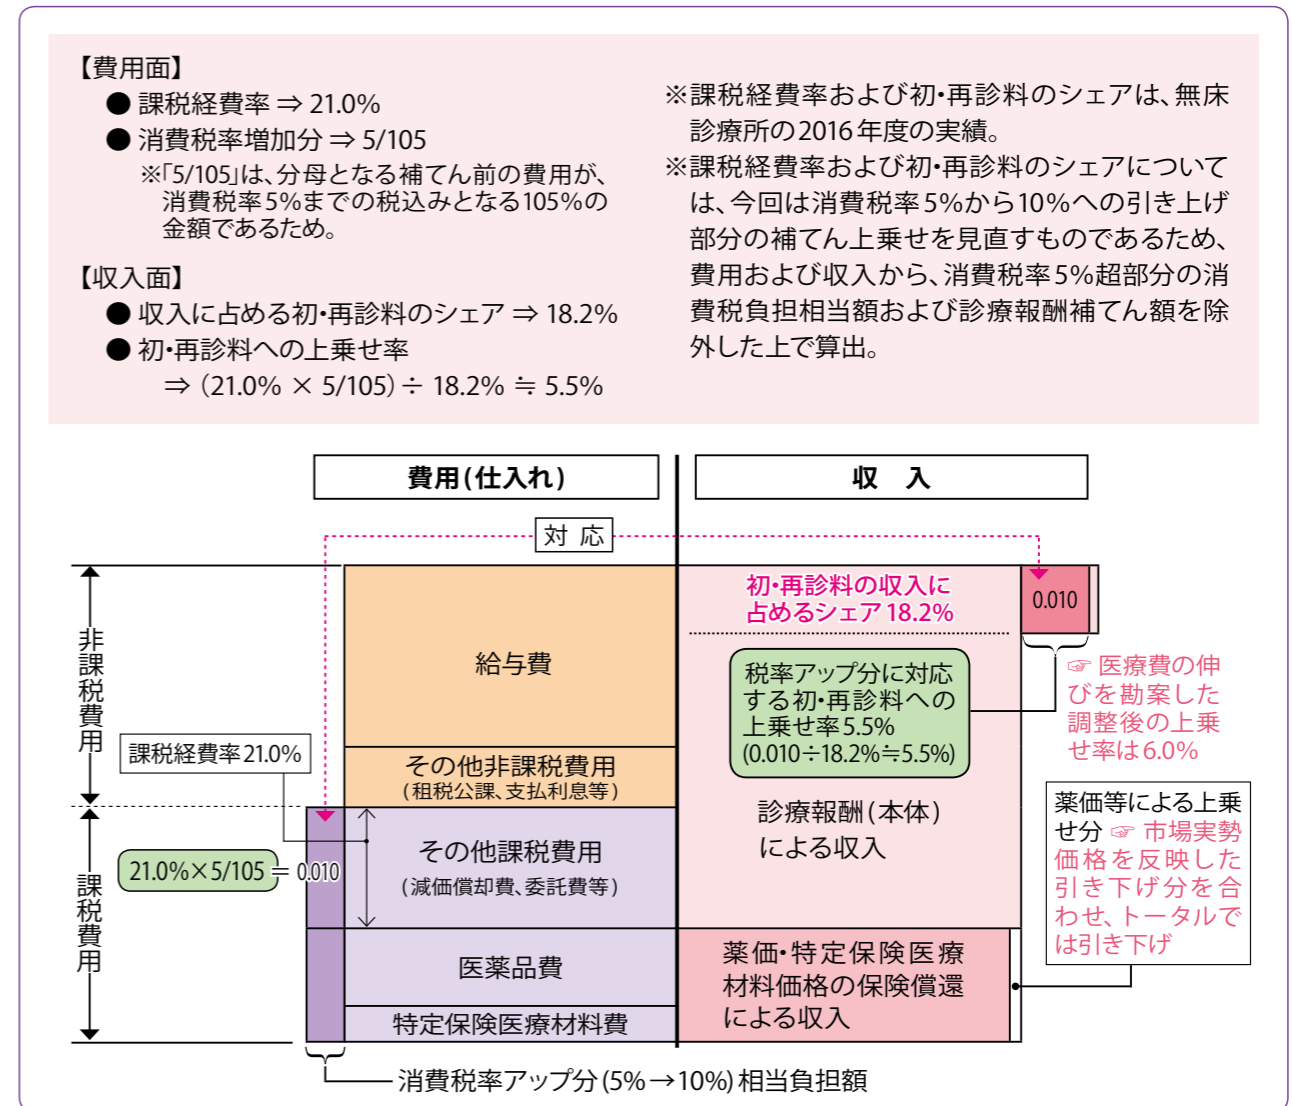 【費用面】
● 課税経費率 ⇒ 21.0%
● 消費税率増加分 ⇒ 5/105
※「5/105」は、分母となる補てん前の費用が、
消費税率5%までの税込みとなる105%の
金額であるため。
【収入面】
● 収入に占める初・再診料のシェア ⇒ 18.2%
● 初・再診料への上乗せ率
⇒（21.0% × 5/105）÷ 18.2% ≒ 5.5%
※課税経費率および初・再診料のシェアは、無床
診療所の2016年度の実績。
※課税経費率および初・再診料のシェアについて
は、今回は消費税率5%から10%への引き上げ
部分の補てん上乗せを見直すものであるため、
費用および収入から、消費税率5%超部分の消
費税負担相当額および診療報酬補てん額を除
外した上で算出。
費用(仕入れ)
収 入
対 応
非課税費用
課税費用
課税経費率21.0%
21.0%×5/105 = 0.010
給与費
その他非課税費用
(租税公課、支払利息等)
その他課税費用
(減価償却費、委託費等)
医薬品費
特定保険医療材料費
初・再診料の収入に
占めるシェア18.2%
0.010
税率アップ分に対応
する初・再診料への
上乗せ率5.5%
(0.010÷18.2%≒5.5%)
診療報酬(本体)
による収入
薬価・特定保険医療
材料価格の保険償還
による収入
☞ 医療費の伸
びを勘案した
調整後の上乗
せ率は6.0%
薬価等による上乗
せ分 ☞ 市場実勢
価格を反映した
引き下げ分を合
わせ、トータルで
は引き下げ
消費税率アップ分(5%→10%)相当負担額